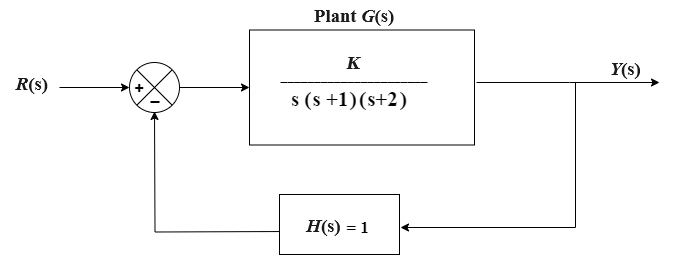 Plant G(s)
R(s)
+
−
K
s (s +1)(s+2)
Y(s)
H(s) = 1